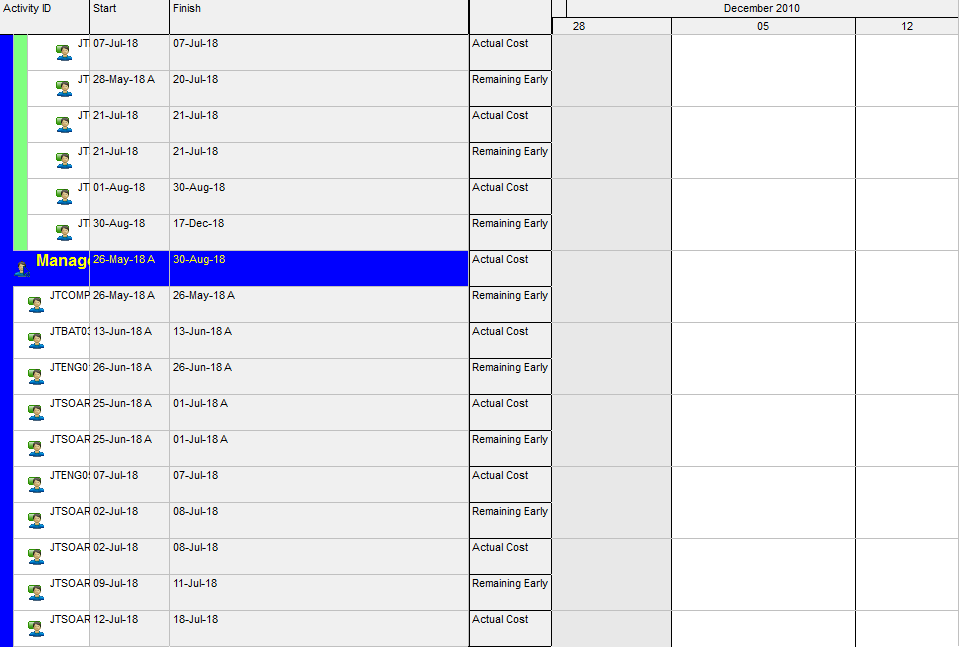 Activity ID Start Finish December 2010
28 05 12
JT 07-Jul-18 07-Jul-18 Actual Cost
JT 28-May-18 A 20-Jul-18 Remaining Early
JT 21-Jul-18 21-Jul-18 Actual Cost
JT 21-Jul-18 21-Jul-18 Remaining Early
JT 01-Aug-18 30-Aug-18 Actual Cost
JT 30-Aug-18 17-Dec-18 Remaining Early
Manag 26-May-18 A 30-Aug-18 Actual Cost
JTCOMP 26-May-18 A 26-May-18 A Remaining Early
JTBAT03 13-Jun-18 A 13-Jun-18 A Actual Cost
JTENG0 26-Jun-18 A 26-Jun-18 A Remaining Early
JTSOAR 25-Jun-18 A 01-Jul-18 A Actual Cost
JTSOAR 25-Jun-18 A 01-Jul-18 A Remaining Early
JTENG05 07-Jul-18 07-Jul-18 Actual Cost
JTSOAR 02-Jul-18 08-Jul-18 Remaining Early
JTSOAR 02-Jul-18 08-Jul-18 Actual Cost
JTSOAR 09-Jul-18 11-Jul-18 Remaining Early
JTSOAR 12-Jul-18 18-Jul-18 Actual Cost